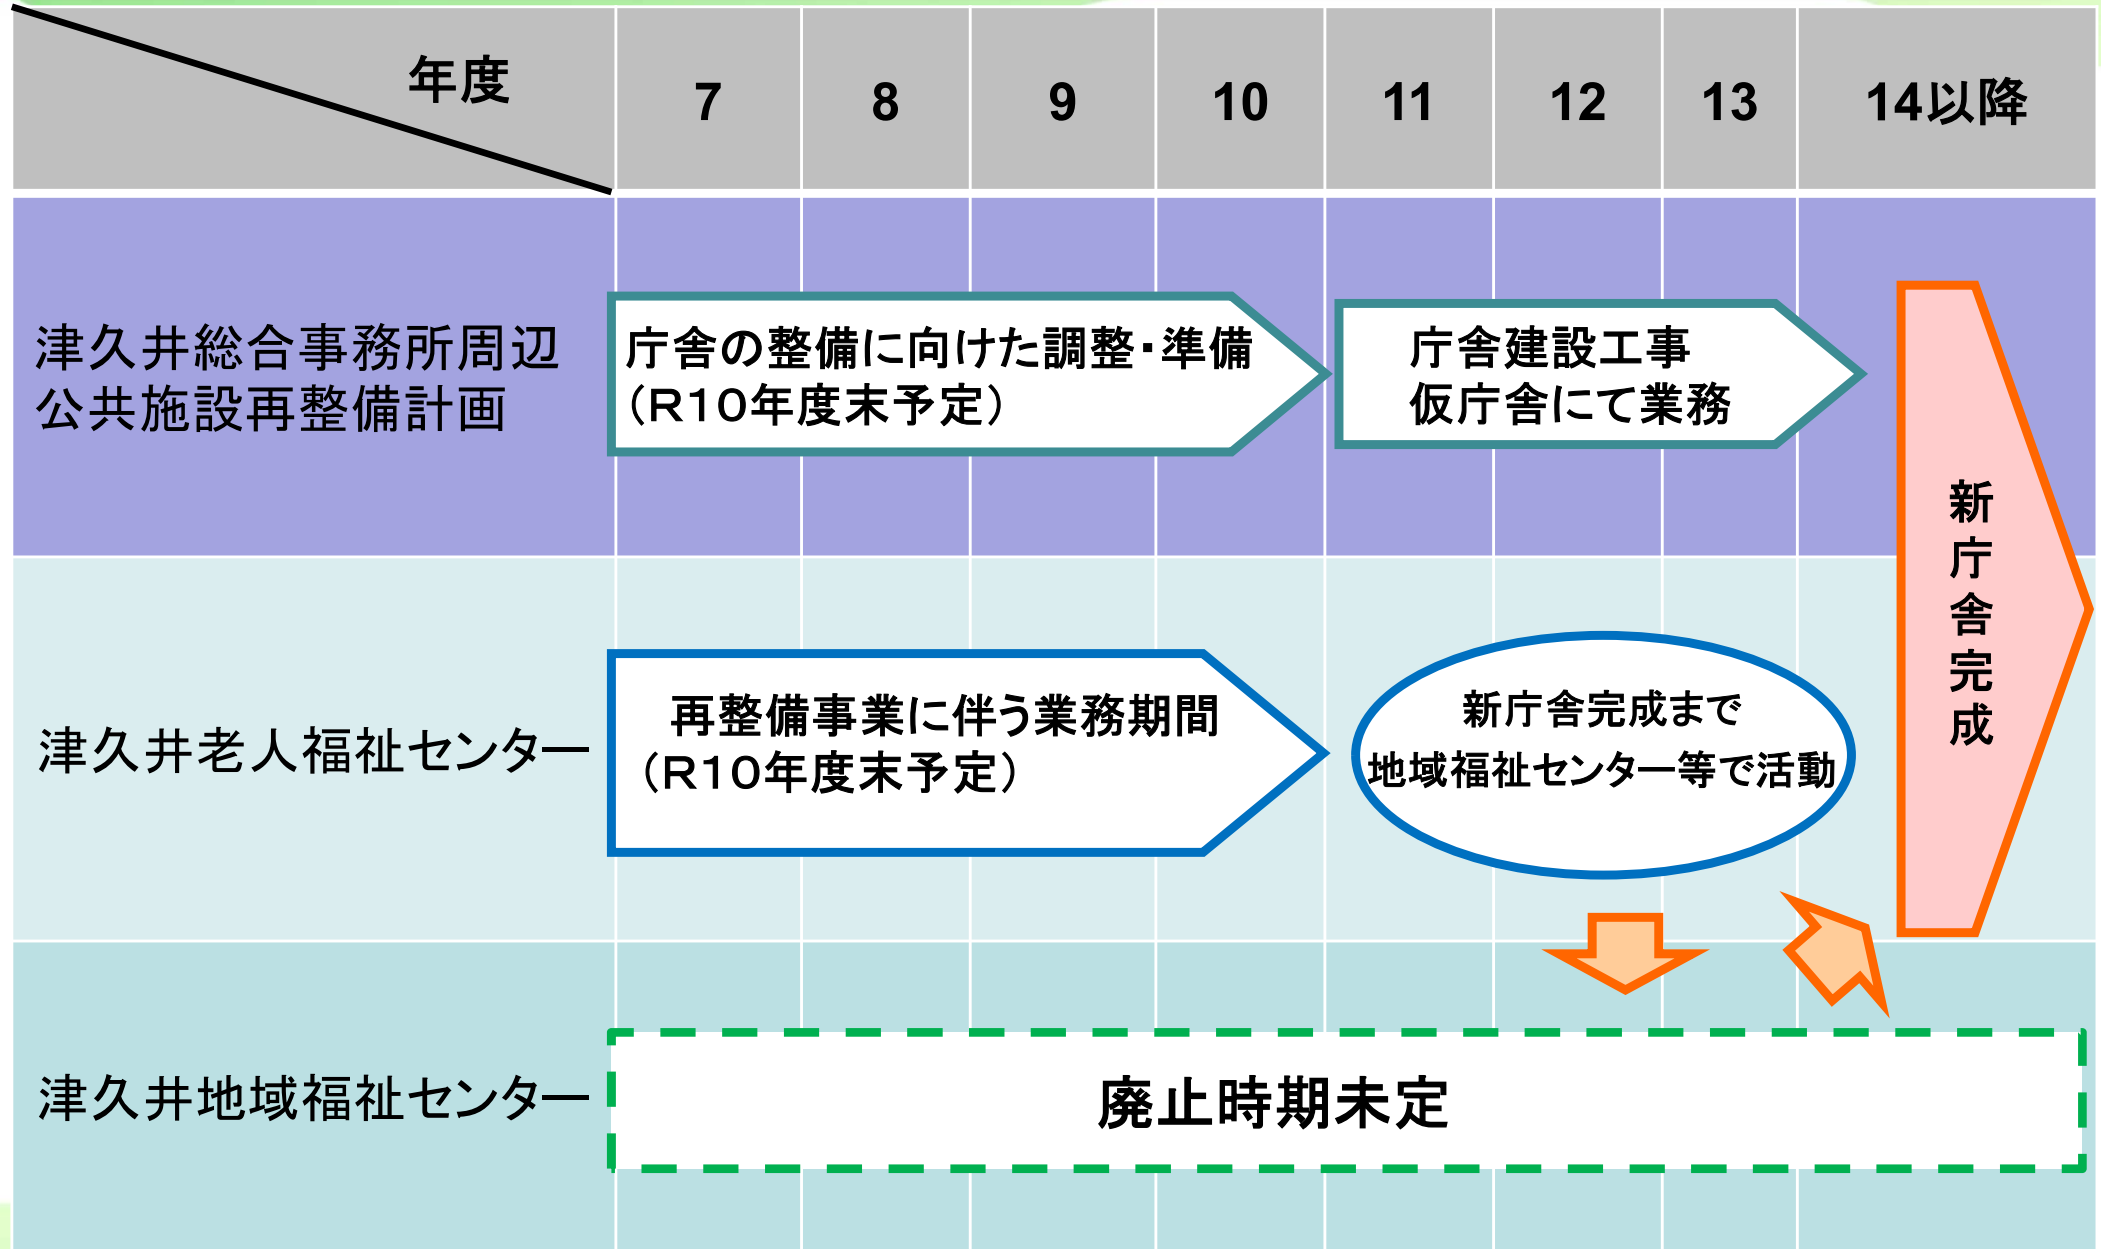 年度
7
8
9
10
11
12
13
14以降
津久井総合事務所周辺
公共施設再整備計画
庁舎の整備に向けた調整・準備
（Ｒ１０年度末予定）
庁舎建設工事
仮庁舎にて業務
新庁舎完成
津久井老人福祉センター
再整備事業に伴う業務期間
（Ｒ１０年度末予定）
新庁舎完成まで
地域福祉センター等で活動
津久井地域福祉センター
廃止時期未定